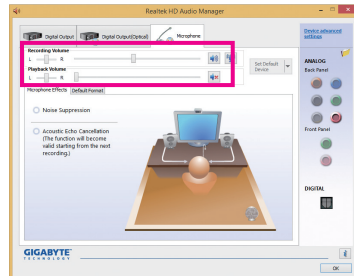 Realtek HD Audio Manager
Digital Output
Digital Output(Optical)
Microphone
Device advanced
settings
Recording Volume
L
R
Set Default
Device
Playback Volume
L
R
ANALOG
Back Panel
Microphone Effects
Default Format
Noise Suppression
Acoustic Echo Cancellation
(The function will become
valid starting from the next
recording.)
Front Panel
DIGITAL
GIGABYTE
TECHNOLOGY
OK